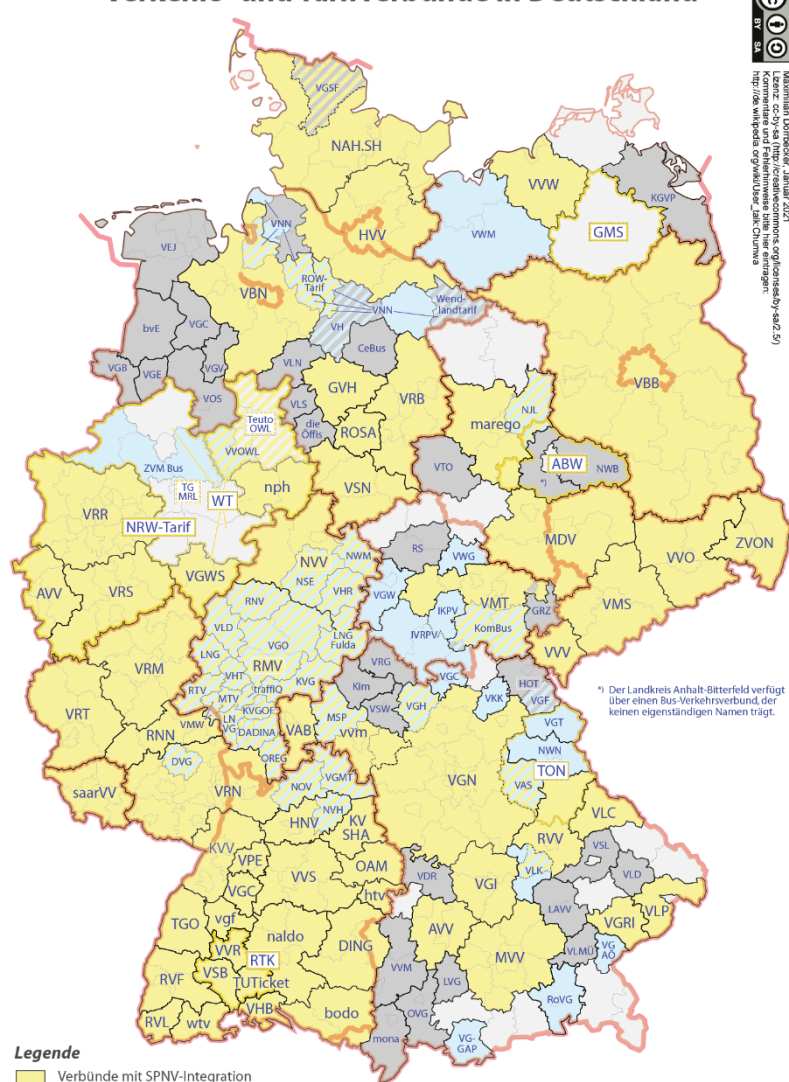 Verkehrs- und Tarifverbünde in Deutschland
BY SA
Maximilian Dörrbecker, Januar 2021
Lizenz: cc-by-sa (http://creativecommons.org/licenses/by-sa/2.5/)
Kommentare und Fehlerhinweise bitte hier eintragen:
http://de.wikipedia.org/wiki/User_talk:Chumwa
VGSF
NAH.SH
VVW
KGVP
GMS
VNN
HVV
VWM
VEJ
ROW-
Tarif
VBN
VNN
Wend-
landtarif
bvE
VGC
VH
CeBus
VBB
VGB
VGE
VGV
VLN
GVH
VRB
VOS
VLS
NJL
Teuto
OWL
die
Öffis
ROSA
marego
VVOWL
ZVM Bus
VTO
ABW
NWB
*)
TG
MRL
WT
nph
VSN
VRR
NRW-Tarif
MDV
NVV
NWM
RS
VWG
VVO
ZVON
VGWS
NSE
AVV
VRS
VHR
VGW
VMT
VMS
RNV
IKPV
GRZ
VLD
KomBus
LNG
VGO
LNG
Fulda
IVRPV
VRM
VVV
RMV
VHT
VRG
VGC
HOT
RTV
traffiQ
KVG
Kim
VKK
VGF
VRT
MTV
KVGOF
VGH
VSW
VMW
LN
VG
MSP
VGT
RNN
DADINA
VAB
vvm
NWN
DVG
OREG
TON
VGN
VAS
saarVV
VRN
NOV
VGMT
NVH
VLC
HNV
KV
SHA
RVV
KVV
VSL
VPE
VVS
OAM
VLK
VLD
VGC
VDR
VGI
htv
LAVV
TGO
vgf
AVV
VGRI
VLP
naldo
DING
VVR
RTK
MVV
VLMÜ
VG
AÖ
RVF
VSB
VVM
TUTicket
LVG
RoVG
VHB
bodo
OVG
RVL
wtv
mona
VG-
GAP
*) Der Landkreis Anhalt-Bitterfeld verfügt
über einen Bus-Verkehrsverbund, der
keinen eigenständigen Namen trägt.
Legende
Verbünde mit SPNV-Integration